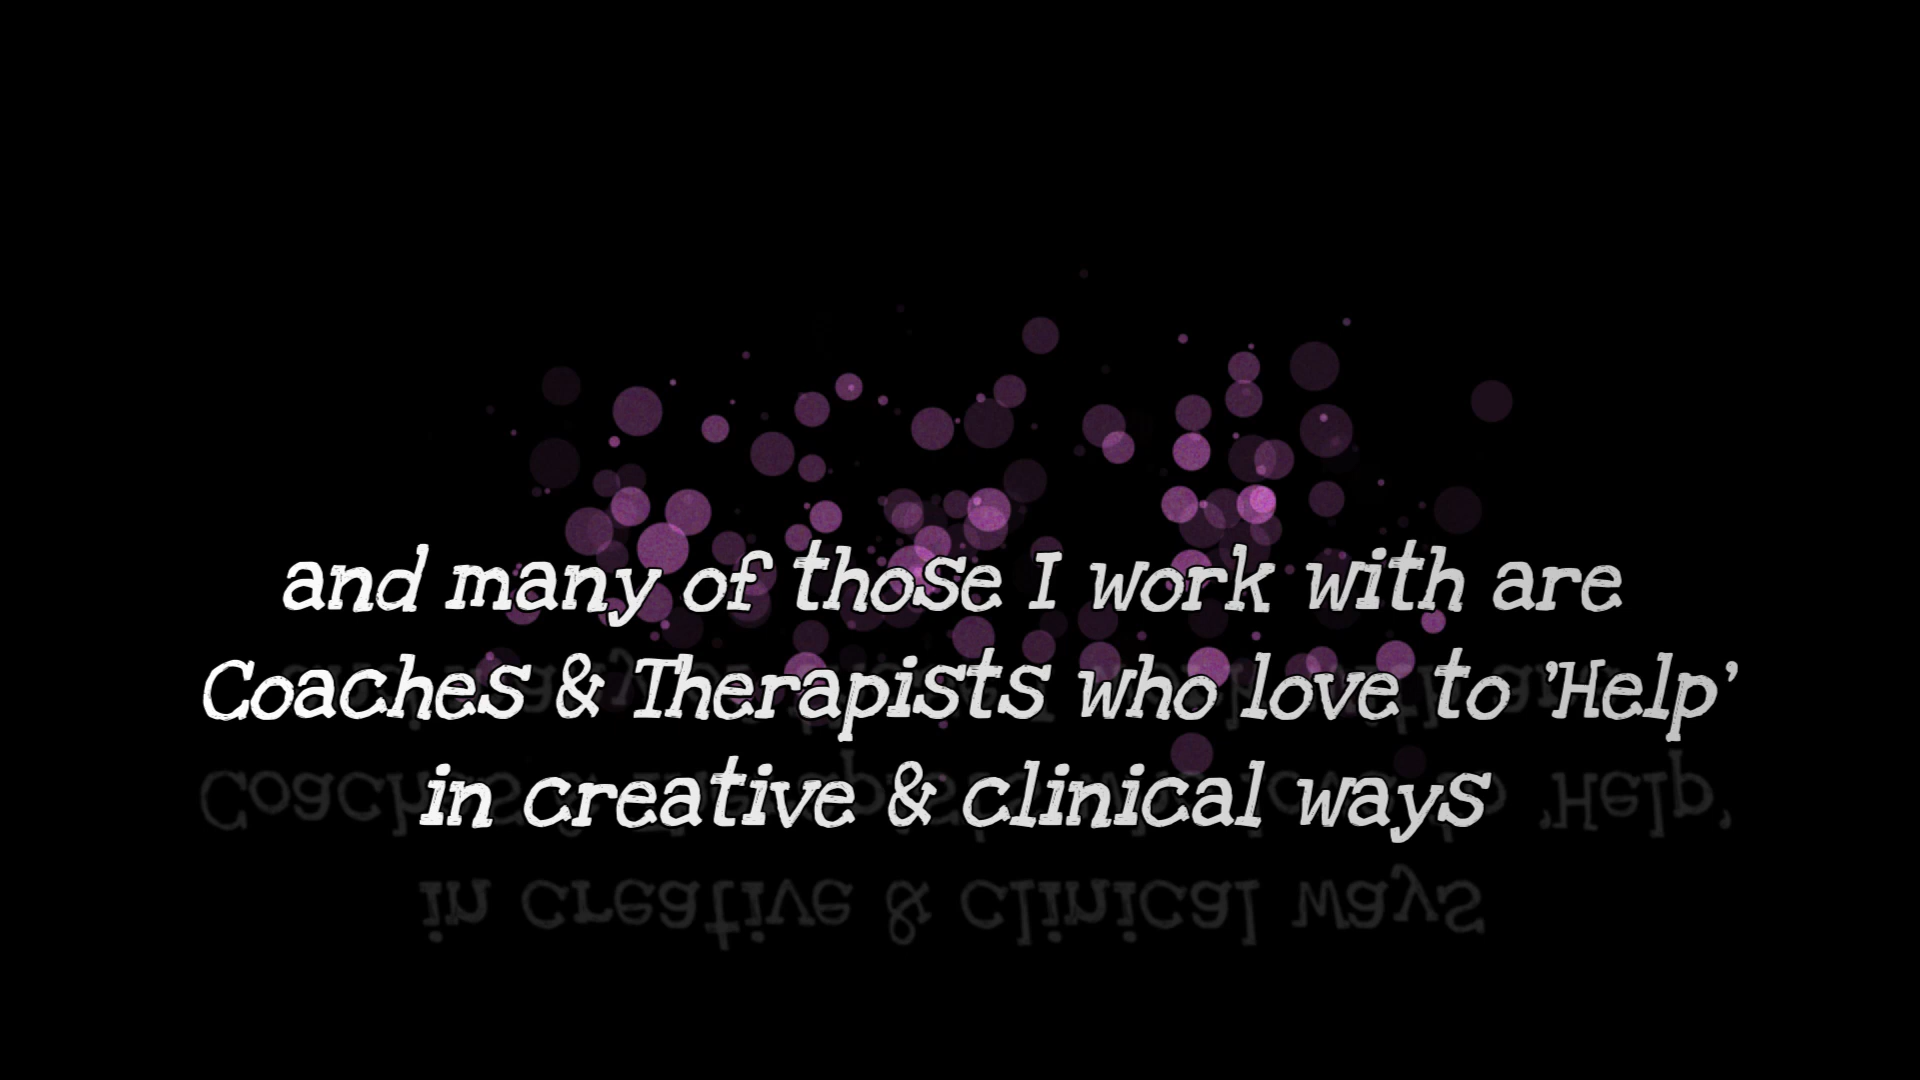 and many of those I work with are
Coaches & Therapists who love to 'Help'
in creative & clinical ways